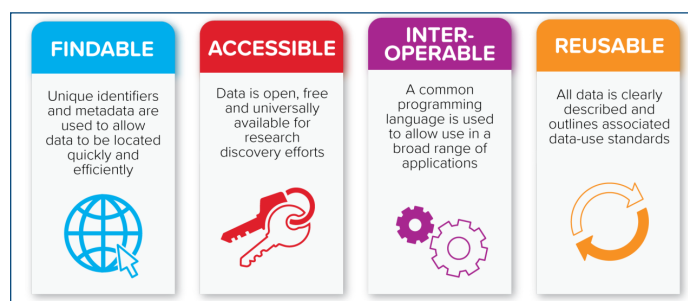 FINDABLE
Unique identifiers
and metadata are
used to allow
data to be located
quickly and
efficiently
ACCESSIBLE
Data is open, free
and universally
available for
research
discovery efforts
INTER-
OPERABLE
A common
programming
language is used
to allow use in a
broad range of
applications
REUSABLE
All data is clearly
described and
outlines associated
data-use standards